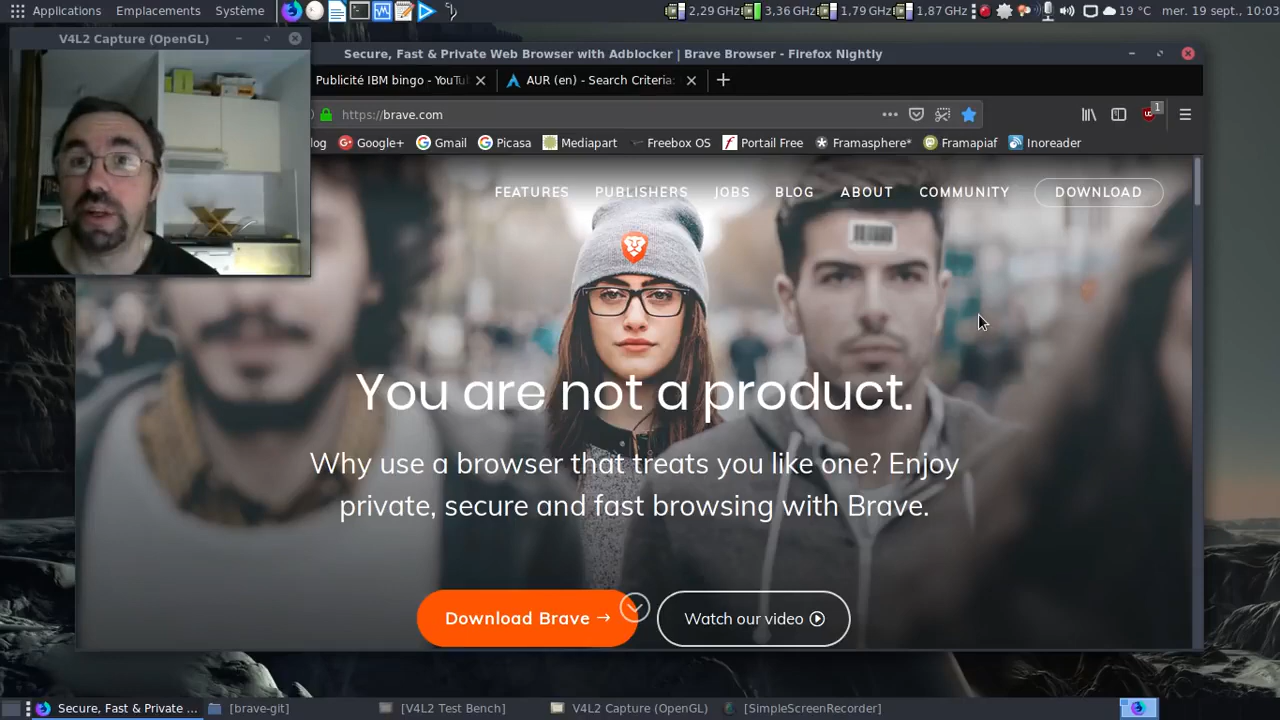 Applications Emplacements Système
2,29 GHz 3,36 GHz 1,79 GHz 1,87 GHz 19 °C mer. 19 sept., 10:03
V4L2 Capture (OpenGL)
Secure, Fast & Private Web Browser with Adblocker | Brave Browser - Firefox Nightly
Publicité IBM bingo - YouTu AUR (en) - Search Criteria:
https://brave.com
1
log Google+ Gmail Picasa Mediapart Freebox OS Portail Free Framasphere* Framapiaf Inoreader
FEATURES PUBLISHERS JOBS BLOG ABOUT COMMUNITY DOWNLOAD
You are not a product.
Why use a browser that treats you like one? Enjoy
private, secure and fast browsing with Brave.
Download Brave → Watch our video
Secure, Fast & Private ... [brave-git] [V4L2 Test Bench] V4L2 Capture (OpenGL) [SimpleScreenRecorder]